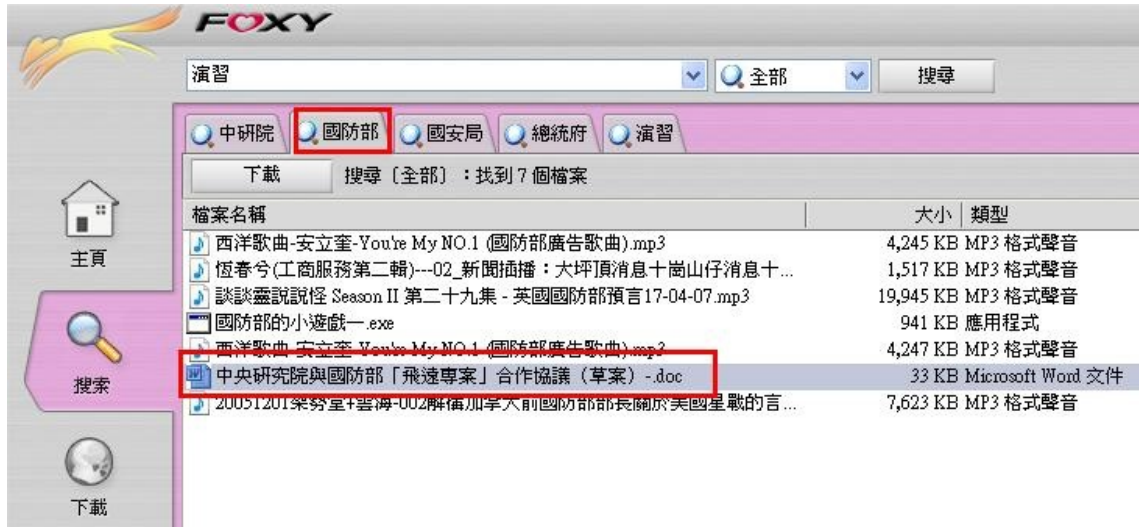 FOXY
演習 全部 搜尋
中研院 國防部 國安局 總統府 演習
下載 搜尋〔全部〕：找到7個檔案
檔案名稱 大小 類型
西洋歌曲-安立奎-You're My NO.1 (國防部廣告歌曲).mp3 4,245 KB MP3 格式聲音
恆春兮(工商服務第二輯)---02_新聞插播：大坪頂消息十崗山仔消息十... 1,517 KB MP3 格式聲音
談談靈說說怪 Season II 第二十九集 - 英國國防部預言17-04-07.mp3 19,945 KB MP3 格式聲音
國防部的小遊戲一.exe 941 KB 應用程式
西洋歌曲-安立奎-You're My NO.1 (國防部廣告歌曲).mp3 4,247 KB MP3 格式聲音
中央研究院與國防部「飛遠專案」合作協議（草案）-.doc 33 KB Microsoft Word 文件
20051201梁勞堂+雲海-002解構加拿大前國防部部長關於美國星戰的言... 7,623 KB MP3 格式聲音
主頁
搜索
下載